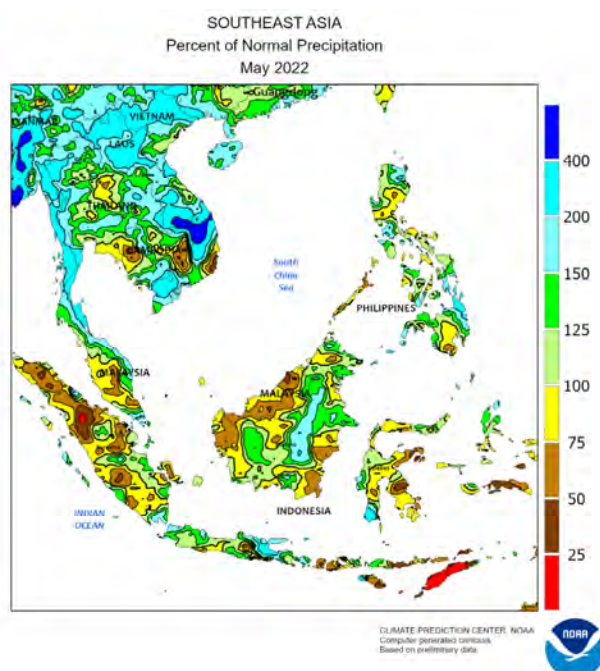 SOUTHEAST ASIA
Percent of Normal Precipitation
May 2022
Guangdong
VIETNAM
LAOS
THAILAND
South
China
Sea
PHILIPPINES
MALAYSIA
MALAYSIA
INDIAN
OCEAN
INDONESIA
400
200
150
125
100
75
50
25
CLIMATE PREDICTION CENTER, NOAA
Computer generated contours
Based on preliminary data
NOAA